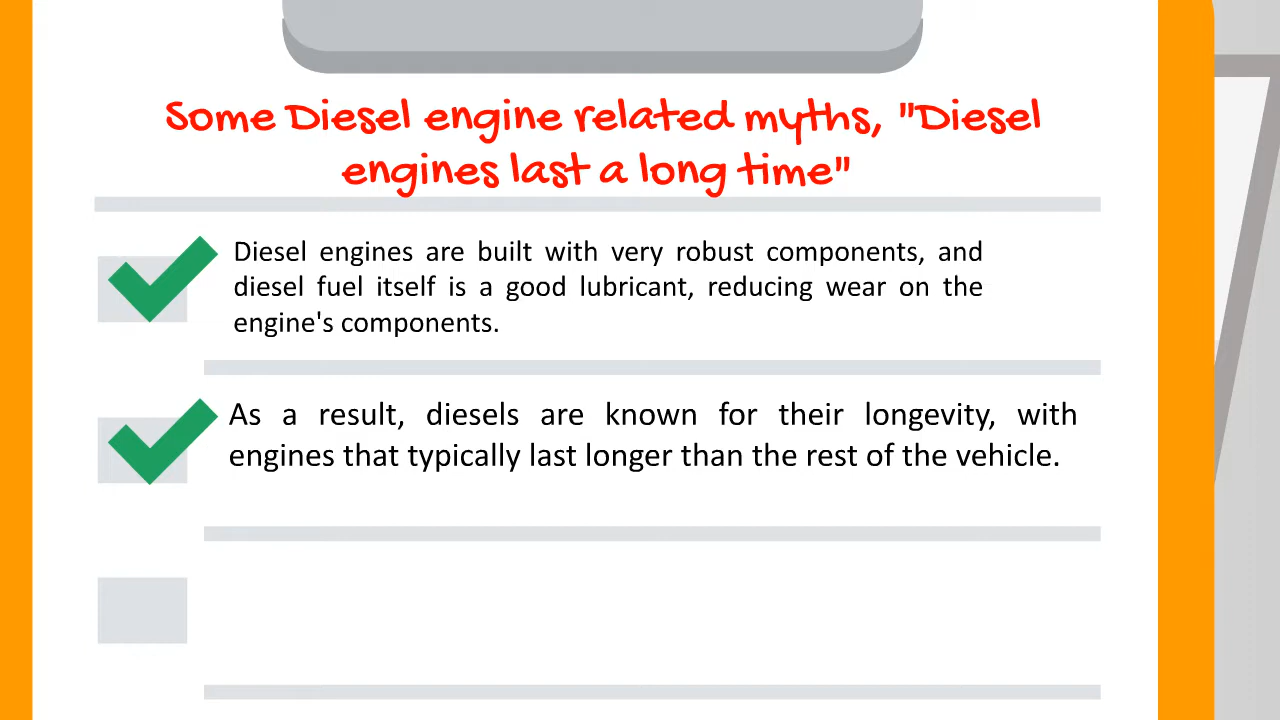 Some Diesel engine related myths, "Diesel
engines last a long time"
Diesel engines are built with very robust components, and
diesel fuel itself is a good lubricant, reducing wear on the
engine's components.
As a result, diesels are known for their longevity, with
engines that typically last longer than the rest of the vehicle.